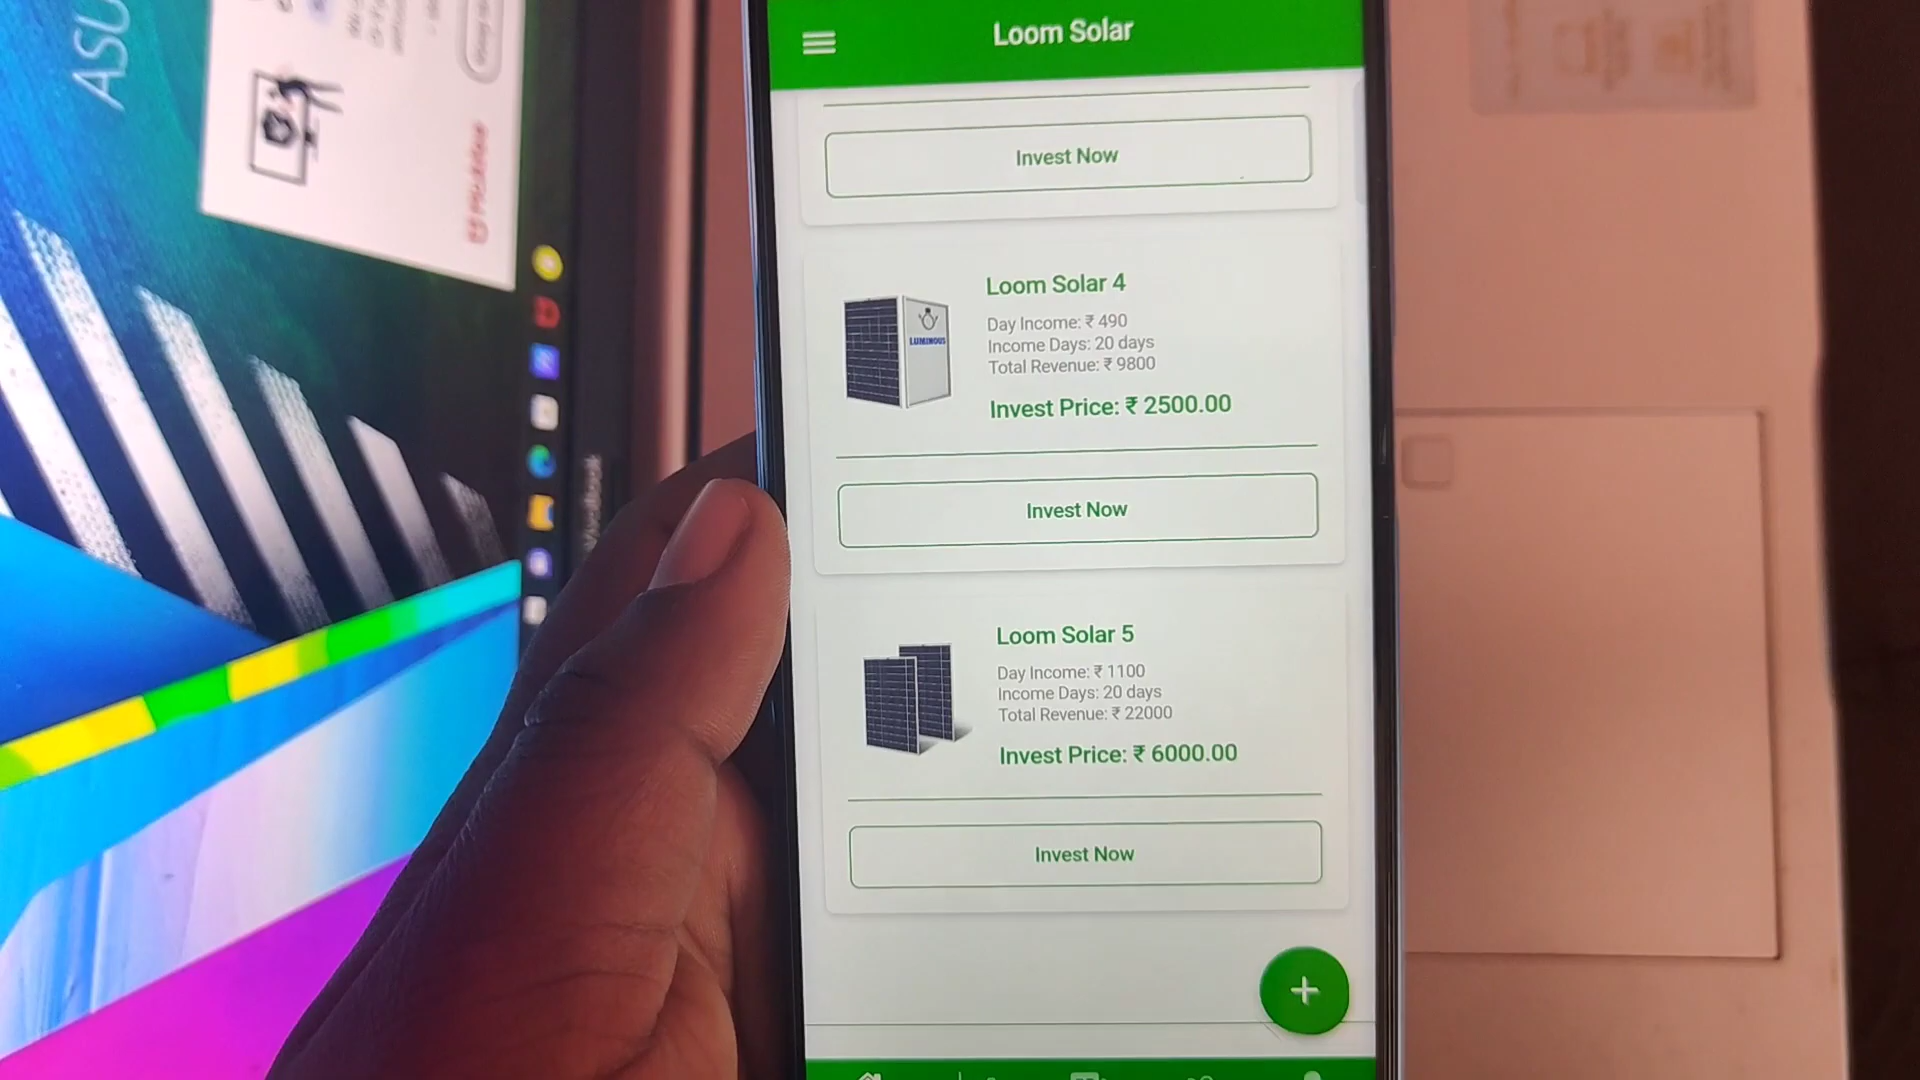 ASU
Loom Solar
Invest Now
Loom Solar 4
Day Income: ₹ 490
Income Days: 20 days
Total Revenue: ₹ 9800
LUMINOUS
Invest Price: ₹ 2500.00
Invest Now
Loom Solar 5
Day Income: ₹ 1100
Income Days: 20 days
Total Revenue: ₹ 22000
Invest Price: ₹ 6000.00
Invest Now
VivoBook